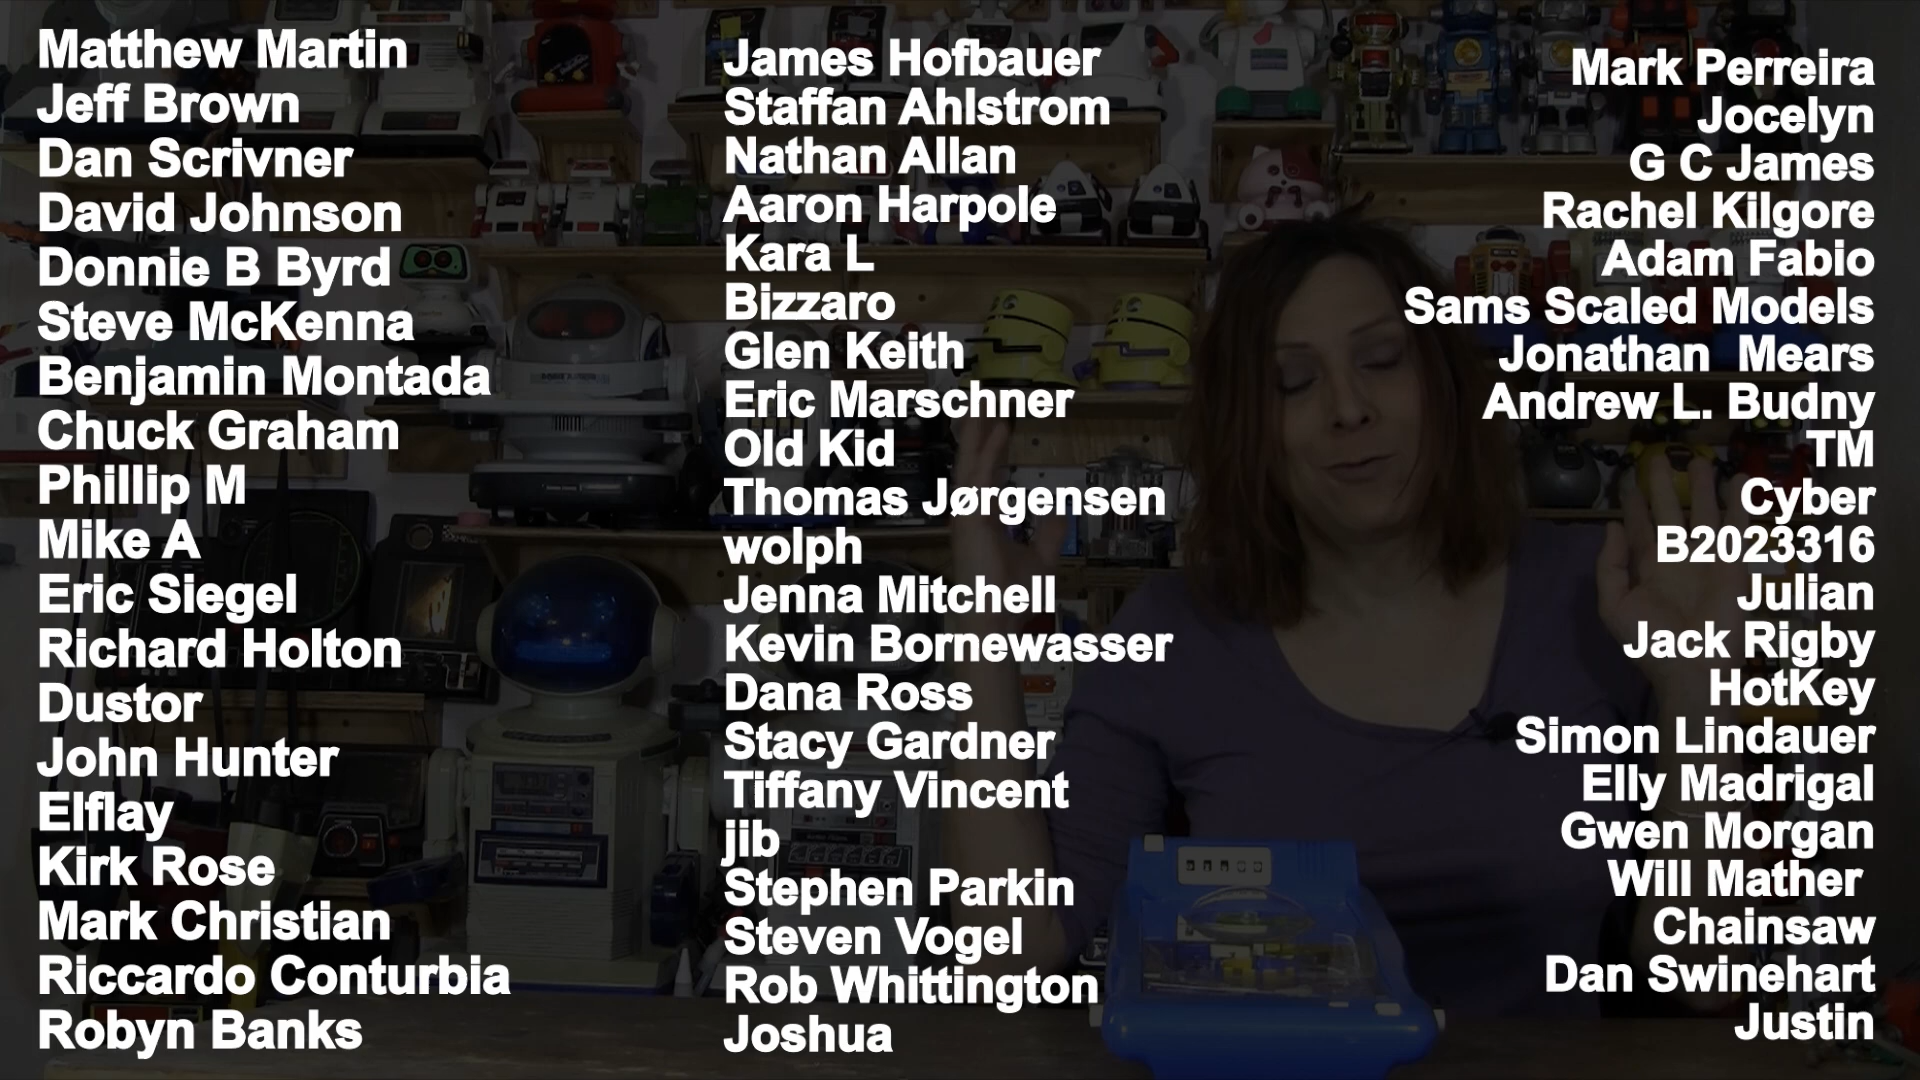 Matthew Martin
Jeff Brown
Dan Scrivner
David Johnson
Donnie B Byrd
Steve McKenna
Benjamin Montada
Chuck Graham
Phillip M
Mike A
Eric Siegel
Richard Holton
Dustor
John Hunter
Elflay
Kirk Rose
Mark Christian
Riccardo Conturbia
Robyn Banks
James Hofbauer
Staffan Ahlstrom
Nathan Allan
Aaron Harpole
Kara L
Bizzaro
Glen Keith
Eric Marschner
Old Kid
Thomas Jørgensen
wolph
Jenna Mitchell
Kevin Bornewasser
Dana Ross
Stacy Gardner
Tiffany Vincent
jib
Stephen Parkin
Steven Vogel
Rob Whittington
Joshua
Mark Perreira
Jocelyn
G C James
Rachel Kilgore
Adam Fabio
Sams Scaled Models
Jonathan  Mears
Andrew L. Budny
TM
Cyber
B2023316
Julian
Jack Rigby
HotKey
Simon Lindauer
Elly Madrigal
Gwen Morgan
Will Mather
Chainsaw
Dan Swinehart
Justin